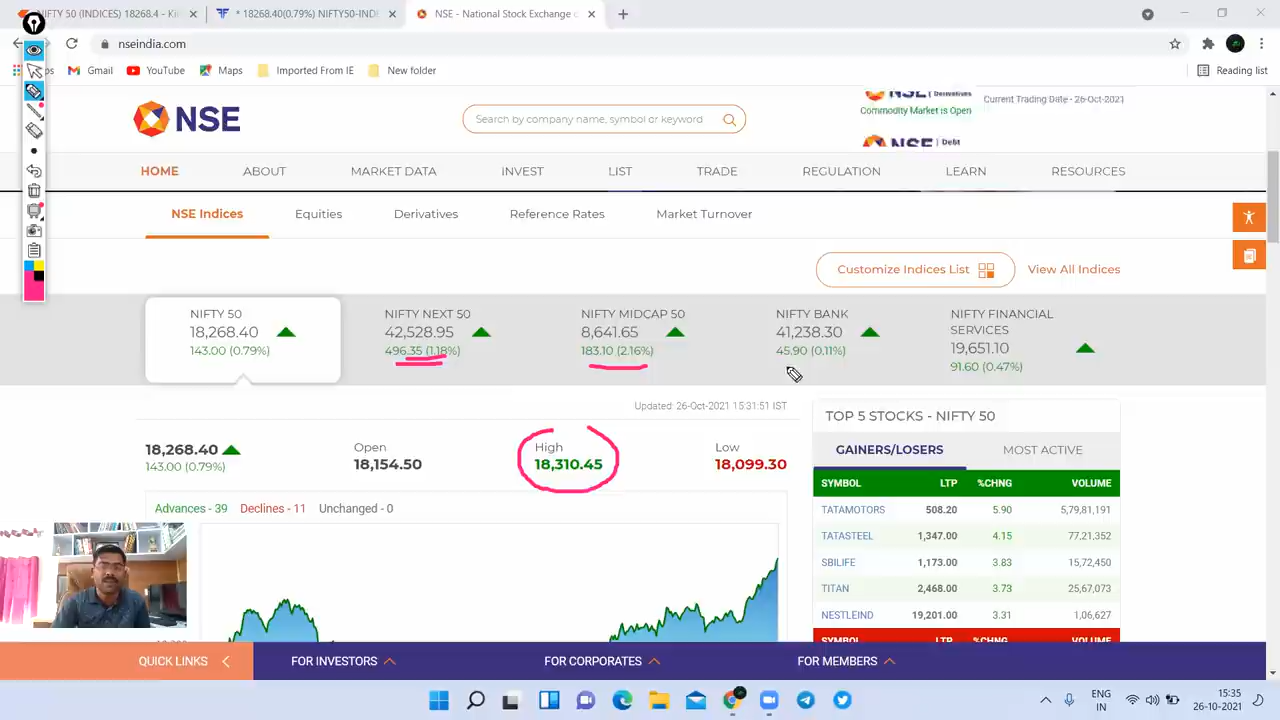 NIFTY 50 (INDICES) 18268.4 - K
* 18268.40(0.79%) NIFTY50-INDE
NSE - National Stock Exchange o
nseindia.com
Gmail
YouTube
Maps
Imported From IE
New folder
Reading list
NSE
Search by company name, symbol or keyword
NSE | Derivatives
Commodity Market is Open
NSE | Debt
Current Trading Date - 26-Oct-2021
HOME ABOUT MARKET DATA INVEST LIST TRADE REGULATION LEARN RESOURCES
NSE Indices Equities Derivatives Reference Rates Market Turnover
Customize Indices List View All Indices
NIFTY 50
18,268.40
143.00 (0.79%)
NIFTY NEXT 50
42,528.95
496.35 (1.18%)
NIFTY MIDCAP 50
8,641.65
183.10 (2.16%)
NIFTY BANK
41,238.30
45.90 (0.11%)
NIFTY FINANCIAL
SERVICES
19,651.10
91.60 (0.47%)
Updated: 26-Oct-2021 15:31:51 IST
18,268.40
143.00 (0.79%)
Open
18,154.50
High
18,310.45
Low
18,099.30
Advances - 39 Declines - 11 Unchanged - 0
TOP 5 STOCKS - NIFTY 50
GAINERS/LOSERS MOST ACTIVE
SYMBOL LTP %CHNG VOLUME
TATAMOTORS 508.20 5.90 5,79,81,191
TATASTEEL 1,347.00 4.15 77,21,352
SBILIFE 1,173.00 3.83 15,72,450
TITAN 2,468.00 3.73 25,67,073
NESTLEIND 19,201.00 3.31 1,06,627
SYMBOL LTP %CHNG VOLUME
QUICK LINKS FOR INVESTORS FOR CORPORATES FOR MEMBERS
ENG
IN
15:35
26-10-2021